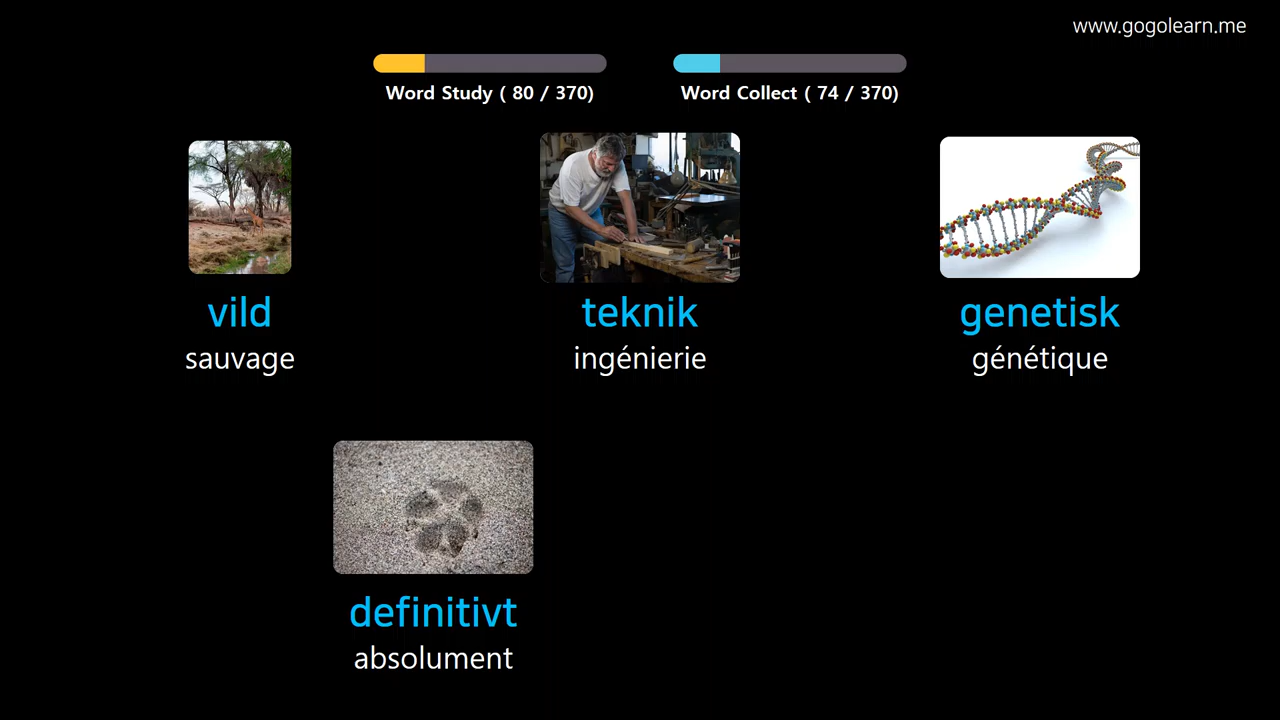 www.gogolearn.me
Word Study ( 80 / 370)
Word Collect ( 74 / 370)
vild
sauvage
teknik
ingénierie
genetisk
génétique
definitivt
absolument